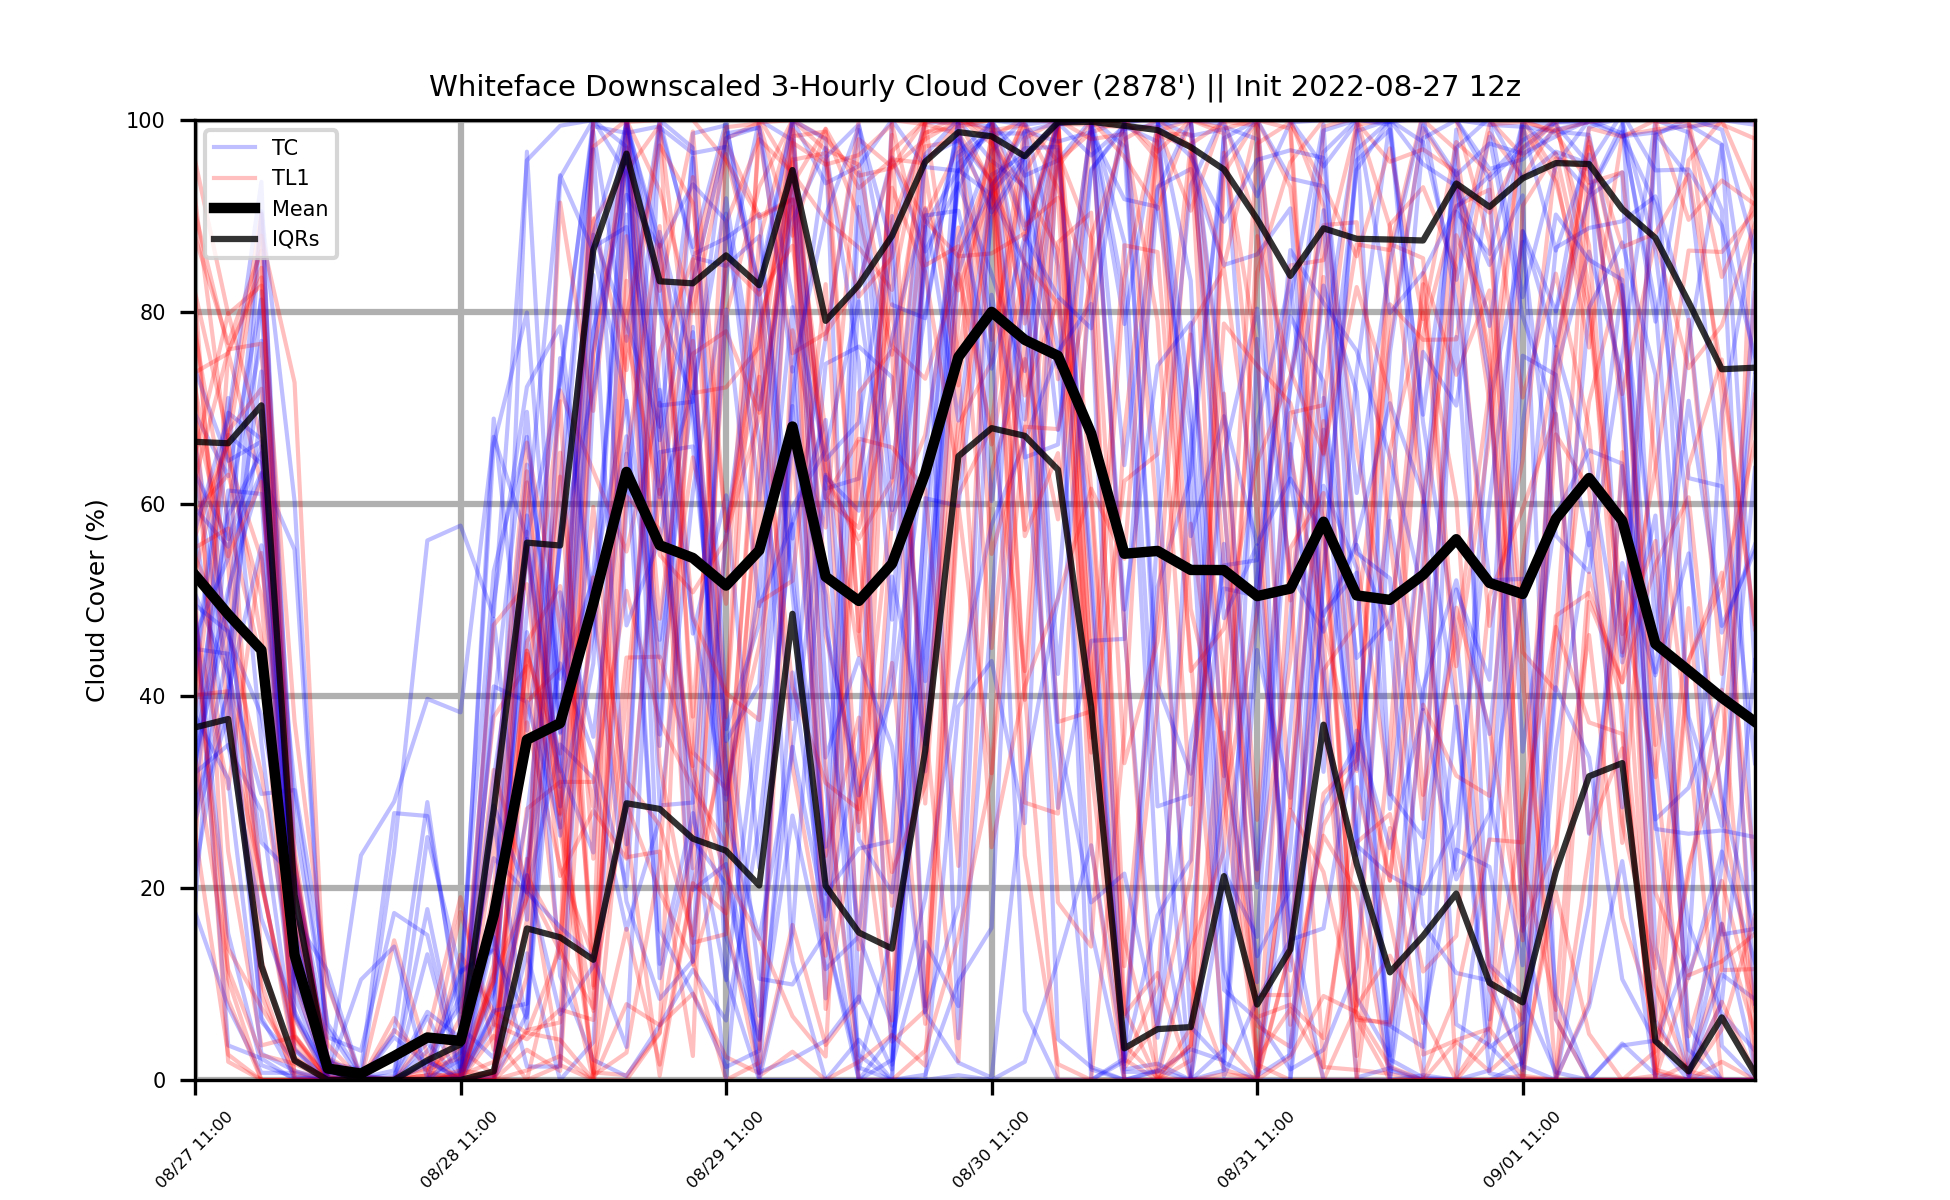 Whiteface Downscaled 3-Hourly Cloud Cover (2878') || Init 2022-08-27 12z
100
80
60
40
20
0
Cloud Cover (%)
TC
TL1
Mean
IQRs
08/27 11:00
08/28 11:00
08/29 11:00
08/30 11:00
08/31 11:00
09/01 11:00